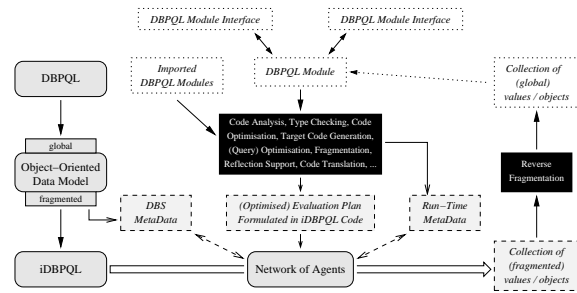 DBPQL Module Interface
DBPQL Module Interface
DBPQL
Imported
DBPQL Modules
DBPQL Module
Collection of
(global)
values / objects
global
Object–Oriented
Data Model
fragmented
Code Analysis, Type Checking, Code
Optimisation, Target Code Generation,
(Query) Optimisation, Fragmentation,
Reflection Support, Code Translation, ...
Reverse
Fragmentation
DBS
MetaData
(Optimised) Evaluation Plan
Formulated in iDBPQL Code
Run–Time
MetaData
iDBPQL
Network of Agents
Collection of
(fragmented)
values / objects